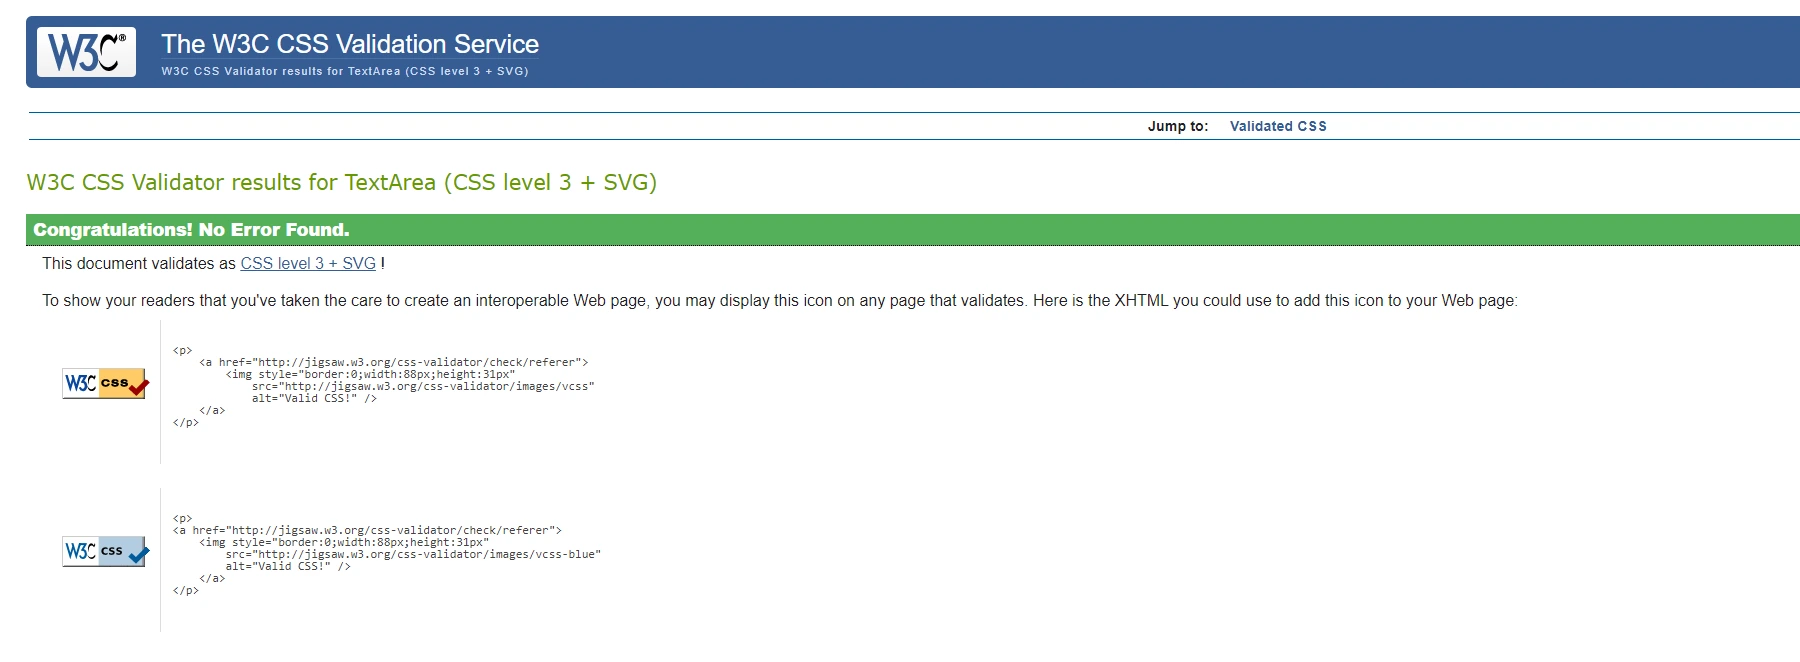 W3C®
The W3C CSS Validation Service
W3C CSS Validator results for TextArea (CSS level 3 + SVG)
Jump to: Validated CSS
W3C CSS Validator results for TextArea (CSS level 3 + SVG)
Congratulations! No Error Found.
This document validates as CSS level 3 + SVG !
To show your readers that you've taken the care to create an interoperable Web page, you may display this icon on any page that validates. Here is the XHTML you could use to add this icon to your Web page:
W3C css
<p>
<a href="http://jigsaw.w3.org/css-validator/check/referer">
<img style="border:0;width:88px;height:31px"
src="http://jigsaw.w3.org/css-validator/images/vcss"
alt="Valid CSS!" />
</a>
</p>
W3C css
<p>
<a href="http://jigsaw.w3.org/css-validator/check/referer">
<img style="border:0;width:88px;height:31px"
src="http://jigsaw.w3.org/css-validator/images/vcss-blue"
alt="Valid CSS!" />
</a>
</p>